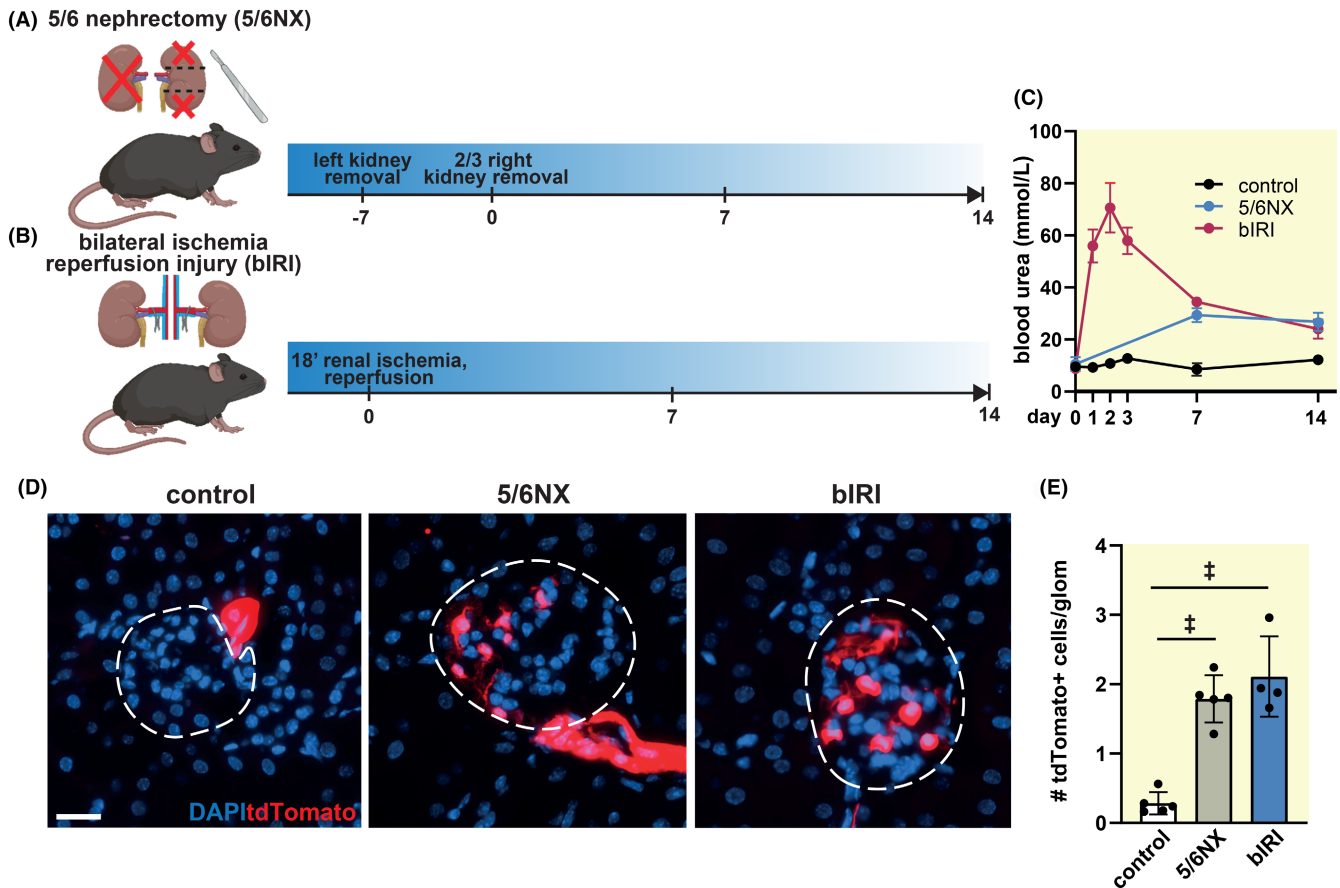 (A) 5/6 nephrectomy (5/6NX)
left kidney
removal
2/3 right
kidney removal
-7
0
7
14
(B)
bilateral ischemia
reperfusion injury (bIRI)
18' renal ischemia,
reperfusion
0
7
14
(C)
blood urea (mmol/L)
100
80
60
40
20
0
control
5/6NX
bIRI
day 0 1 2 3 7 14
(D)
control
5/6NX
bIRI
DAPItdTomato
(E)
# tdTomato+ cells/glom
4
3
2
1
0
‡
‡
control
5/6NX
bIRI